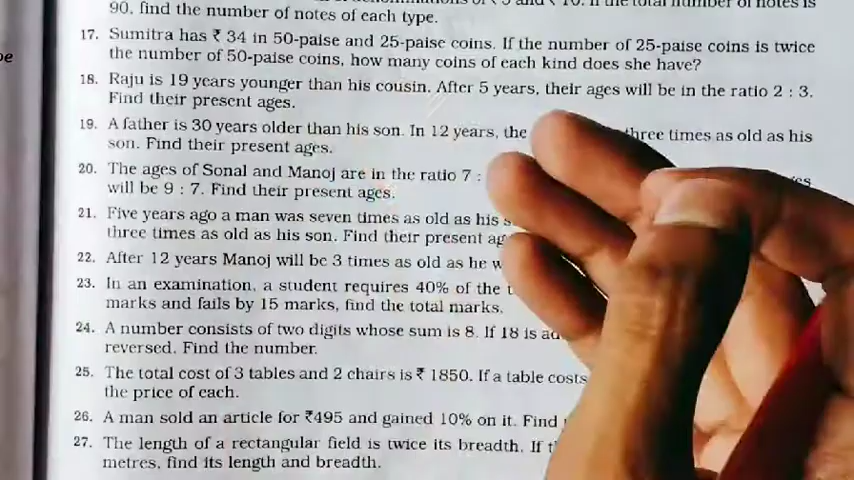 90, find the number of notes of each type.
17. Sumitra has ₹ 34 in 50-paise and 25-paise coins. If the number of 25-paise coins is twice
the number of 50-paise coins, how many coins of each kind does she have?
18. Raju is 19 years younger than his cousin. After 5 years, their ages will be in the ratio 2 : 3.
Find their present ages.
19. A father is 30 years older than his son. In 12 years, the three times as old as his
son. Find their present ages.
20. The ages of Sonal and Manoj are in the ratio 7 :
will be 9 : 7. Find their present ages.
21. Five years ago a man was seven times as old as his
three times as old as his son. Find their present
22. After 12 years Manoj will be 3 times as old as he
23. In an examination, a student requires 40% of the
marks and fails by 15 marks, find the total marks.
24. A number consists of two digits whose sum is 8. If 18 is
reversed. Find the number.
25. The total cost of 3 tables and 2 chairs is ₹ 1850. If a table costs
the price of each.
26. A man sold an article for ₹495 and gained 10% on it. Find
27. The length of a rectangular field is twice its breadth. If
metres, find its length and breadth.